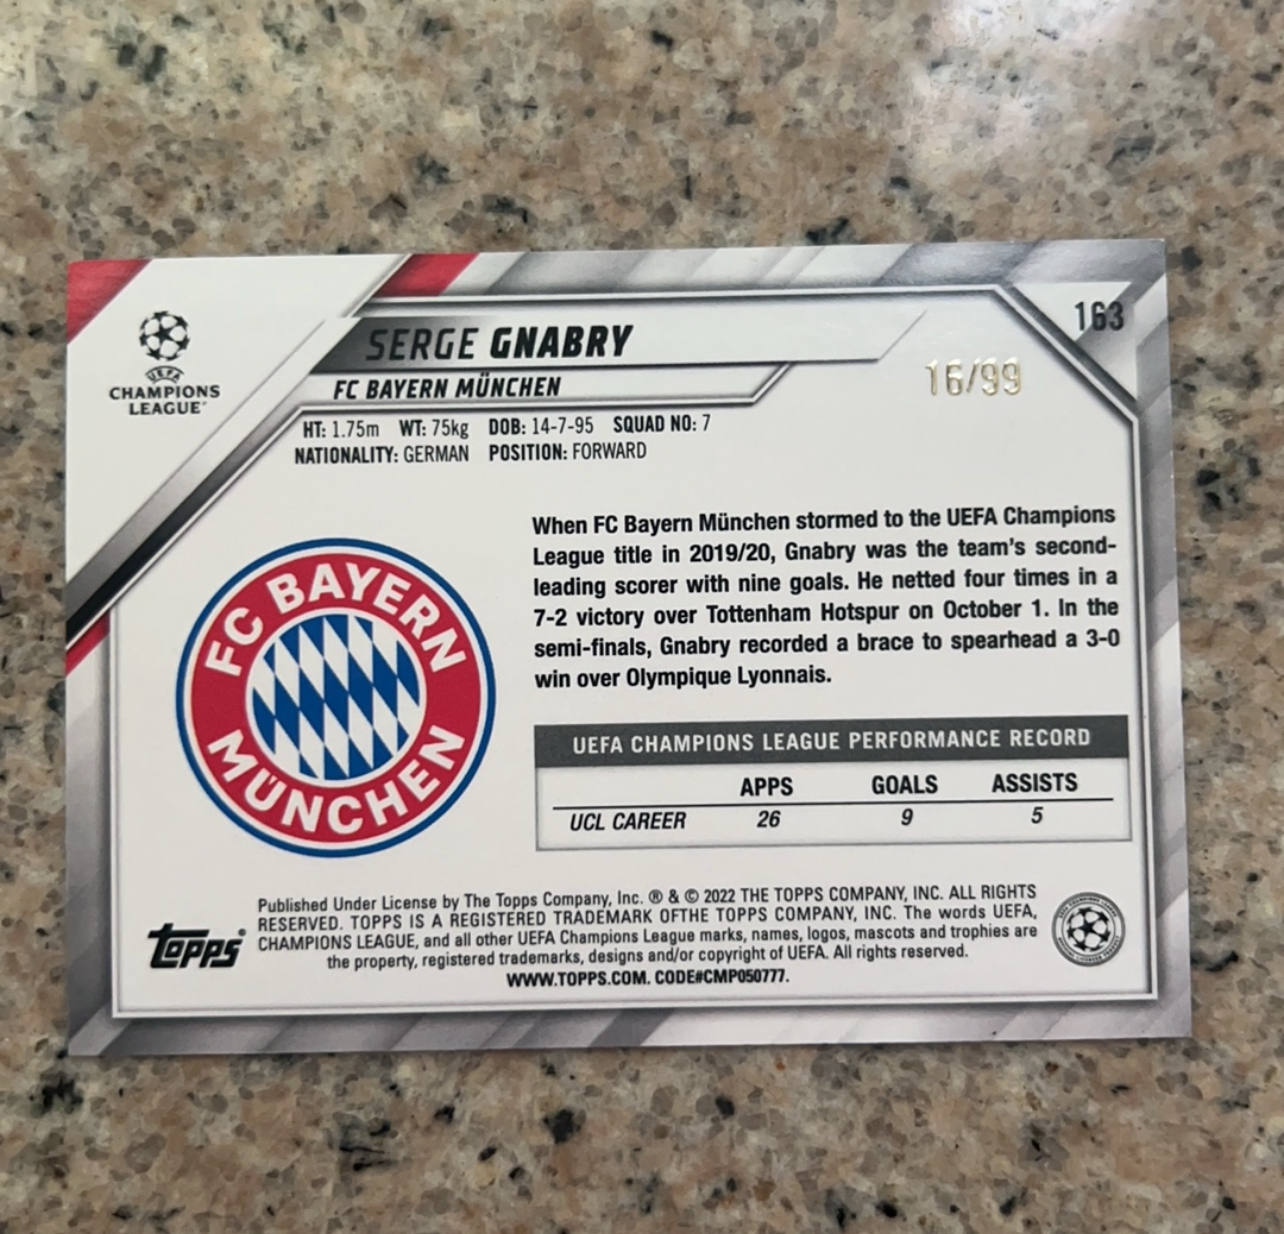 163
SERGE GNABRY
16/99
FC BAYERN MÜNCHEN
UEFA
CHAMPIONS
LEAGUE
HT: 1.75m WT: 75kg DOB: 14-7-95 SQUAD NO: 7
NATIONALITY: GERMAN POSITION: FORWARD
FC BAYERN
MÜNCHEN
When FC Bayern München stormed to the UEFA Champions
League title in 2019/20, Gnabry was the team's second-
leading scorer with nine goals. He netted four times in a
7-2 victory over Tottenham Hotspur on October 1. In the
semi-finals, Gnabry recorded a brace to spearhead a 3-0
win over Olympique Lyonnais.
UEFA CHAMPIONS LEAGUE PERFORMANCE RECORD
APPS GOALS ASSISTS
UCL CAREER 26 9 5
topps®
Published Under License by The Topps Company, Inc. ® & © 2022 THE TOPPS COMPANY, INC. ALL RIGHTS
RESERVED. TOPPS IS A REGISTERED TRADEMARK OFTHE TOPPS COMPANY, INC. The words UEFA,
CHAMPIONS LEAGUE, and all other UEFA Champions League marks, names, logos, mascots and trophies are
the property, registered trademarks, designs and/or copyright of UEFA. All rights reserved.
WWW.TOPPS.COM. CODE#CMP050777.